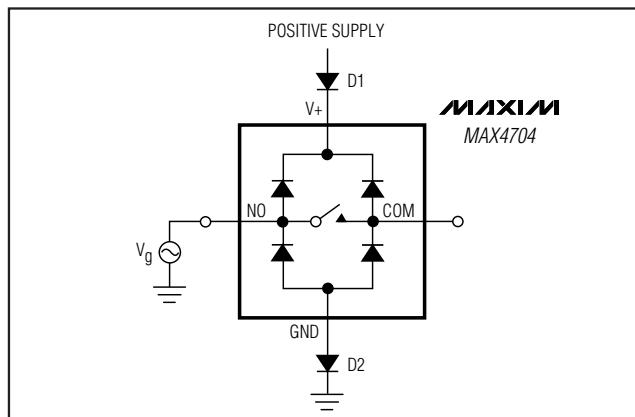 POSITIVE SUPPLY
D1
V+
MAXIM
MAX4704
NO
COM
Vg
GND
D2